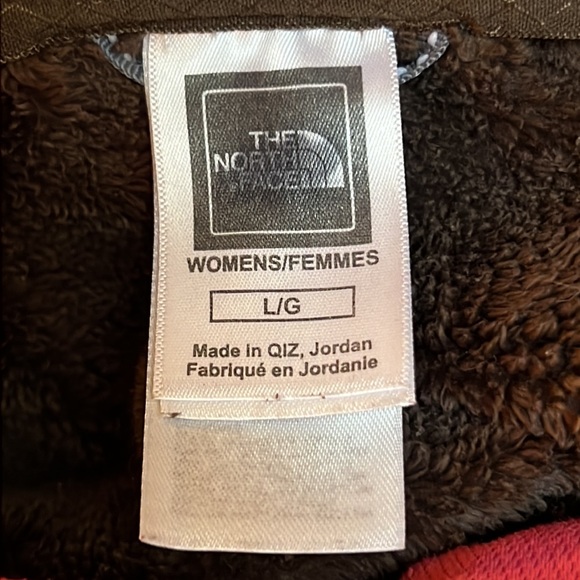 THE
NORTH
FACE
WOMENS/FEMMES
L/G
Made in QIZ, Jordan
Fabriqué en Jordanie